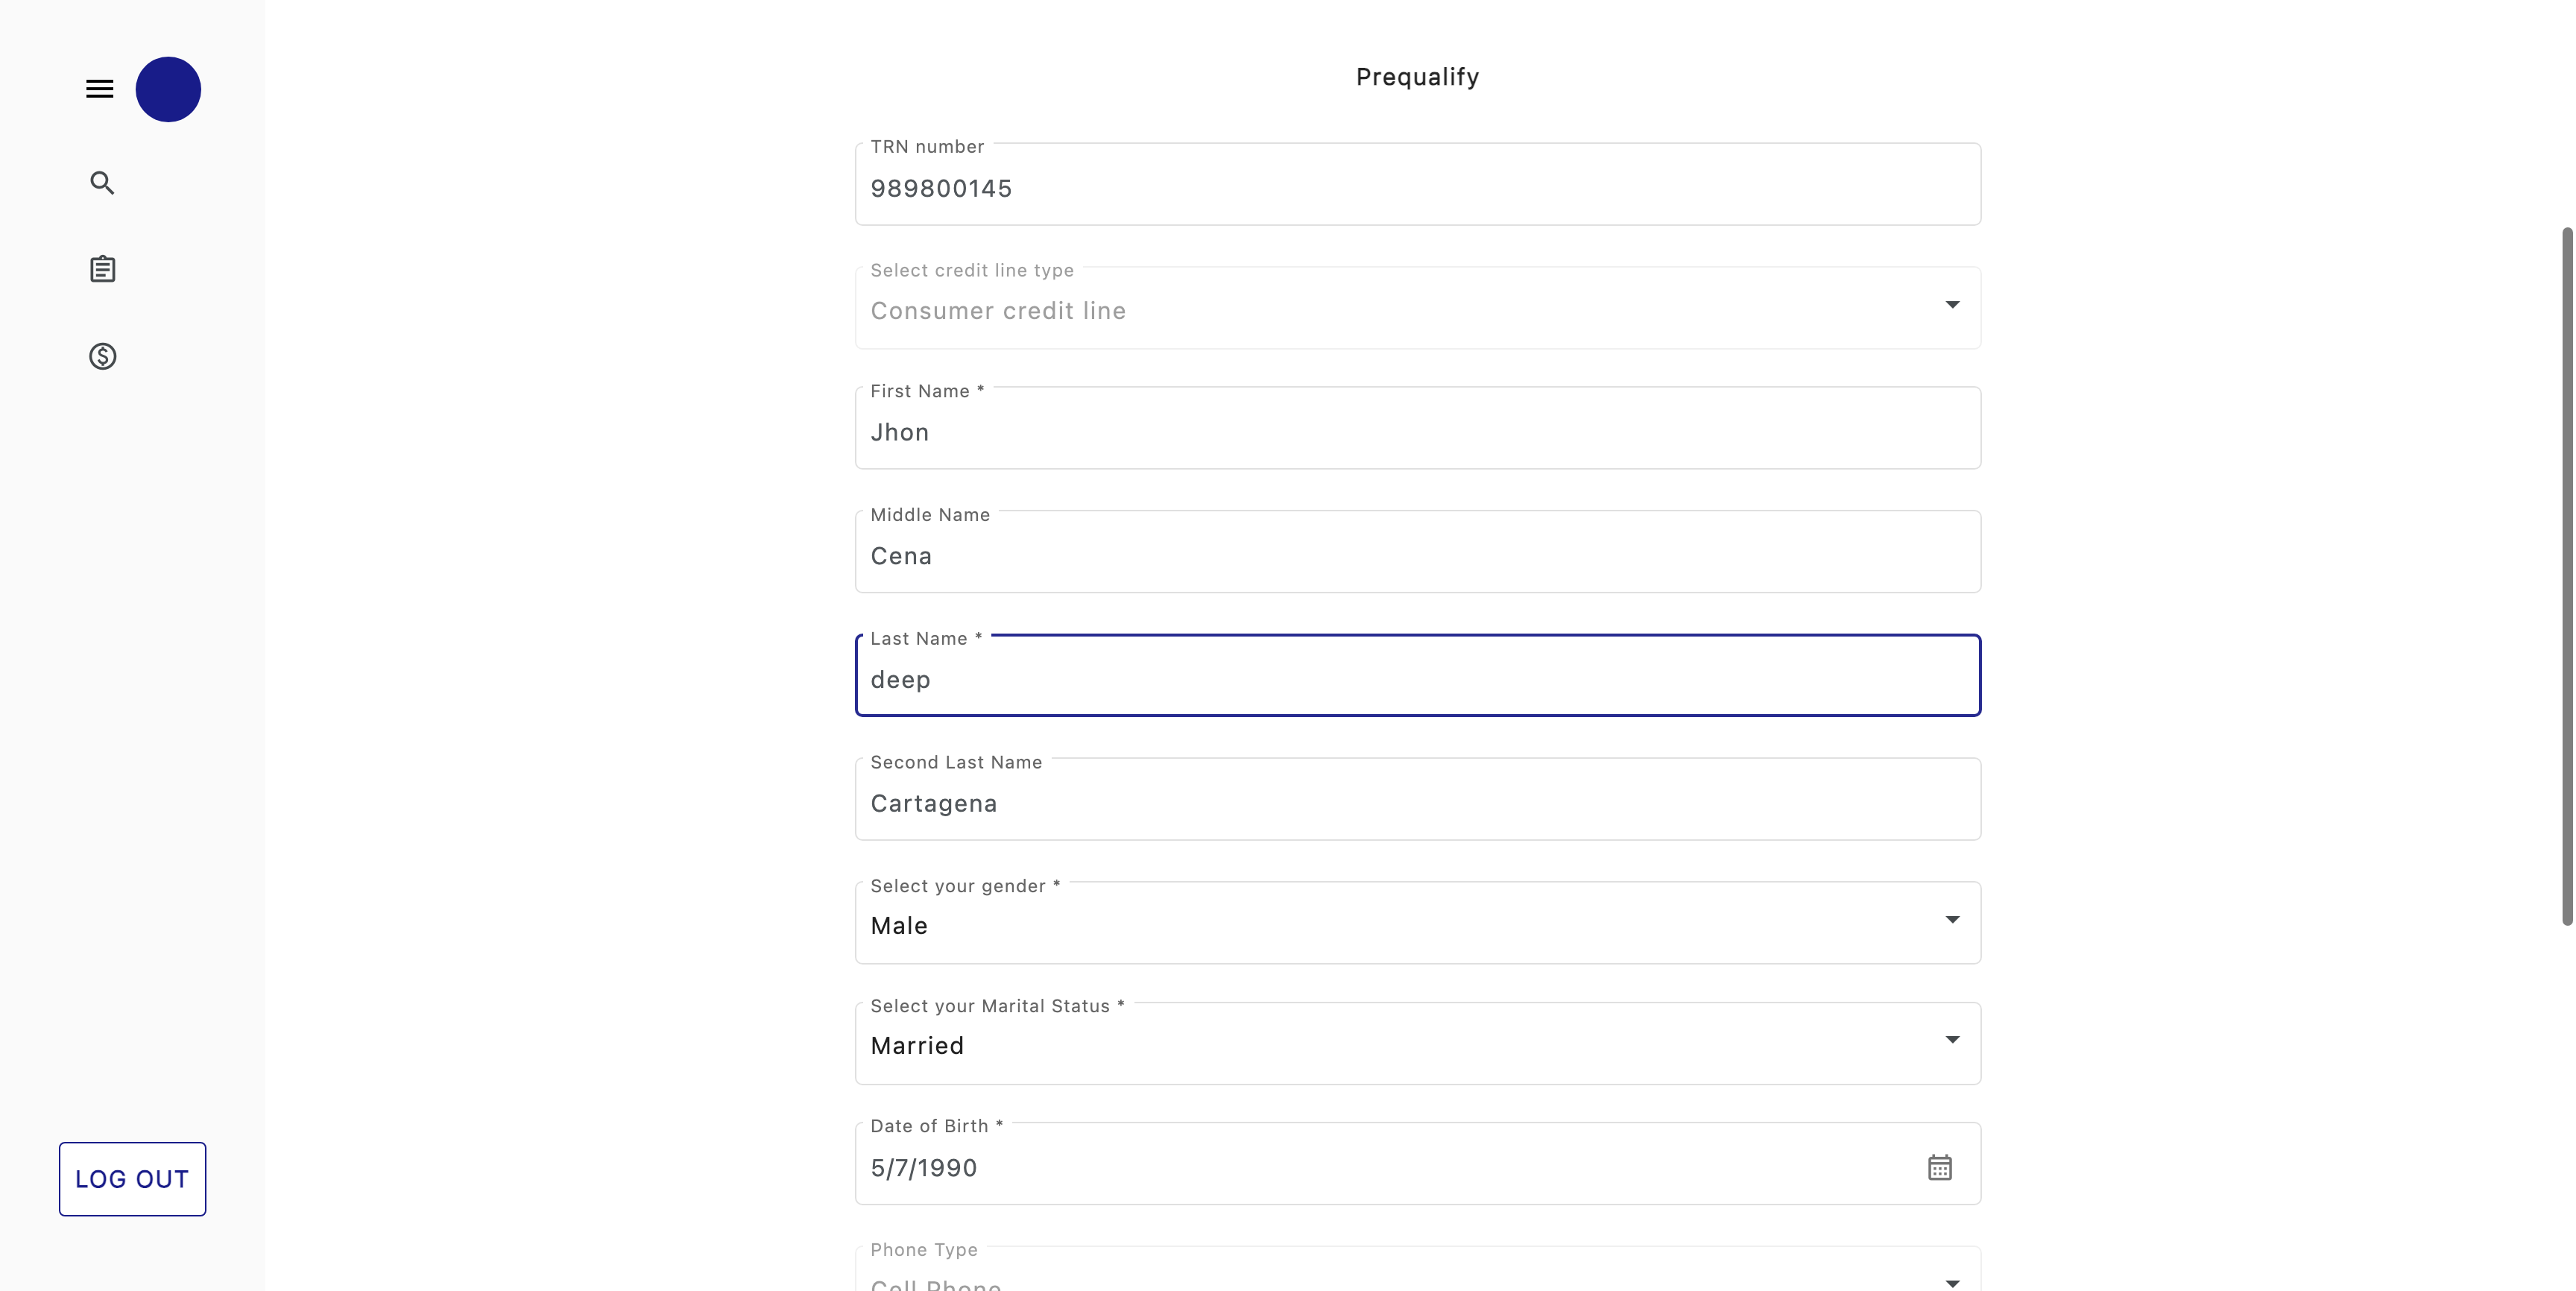 Prequalify
TRN number
989800145
Select credit line type
Consumer credit line
First Name *
Jhon
Middle Name
Cena
Last Name *
deep
Second Last Name
Cartagena
Select your gender *
Male
Select your Marital Status *
Married
Date of Birth *
5/7/1990
LOG OUT
Phone Type
Cell Phone